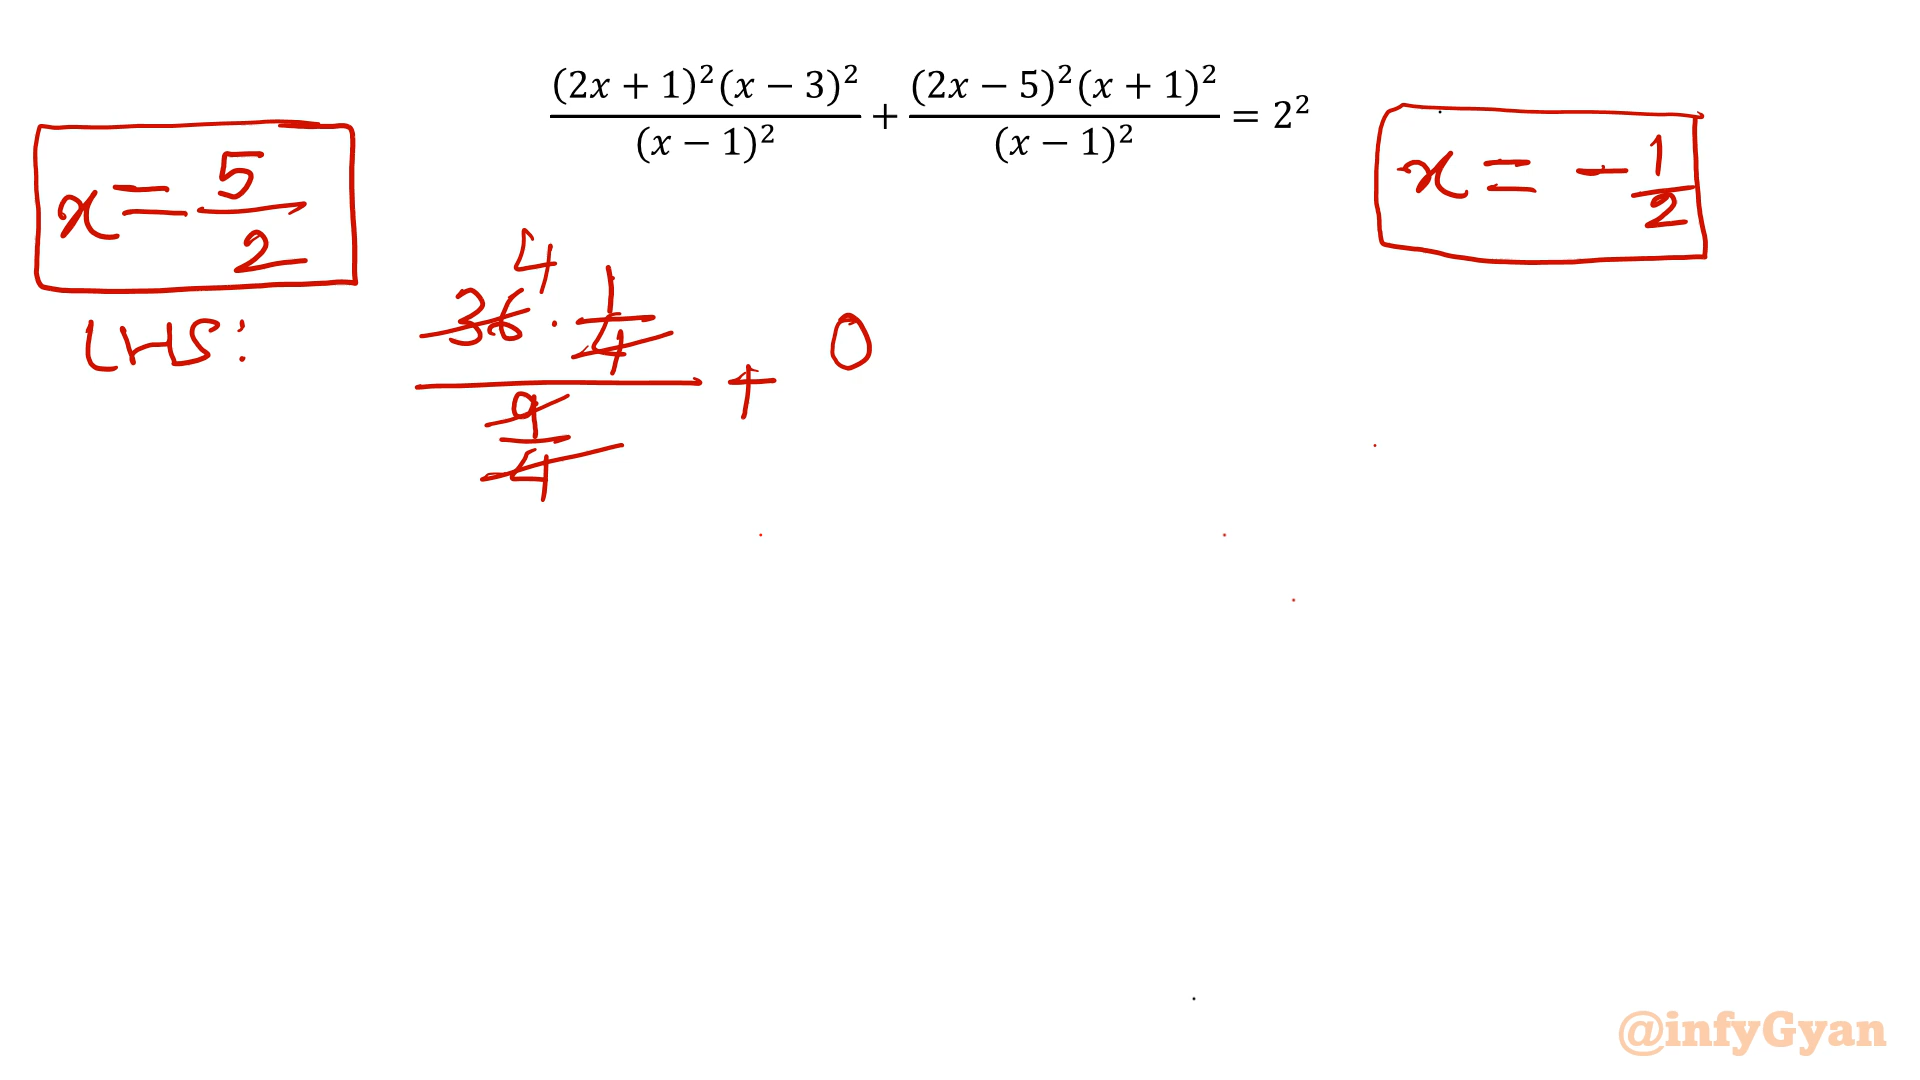 (2x + 1)²(x − 3)²/(x − 1)² + (2x − 5)²(x + 1)²/(x − 1)² = 2²
x = 5/2
x = − 1/2
LHS:
4
36 · 1/4 / 9/4 + 0
@infyGyan